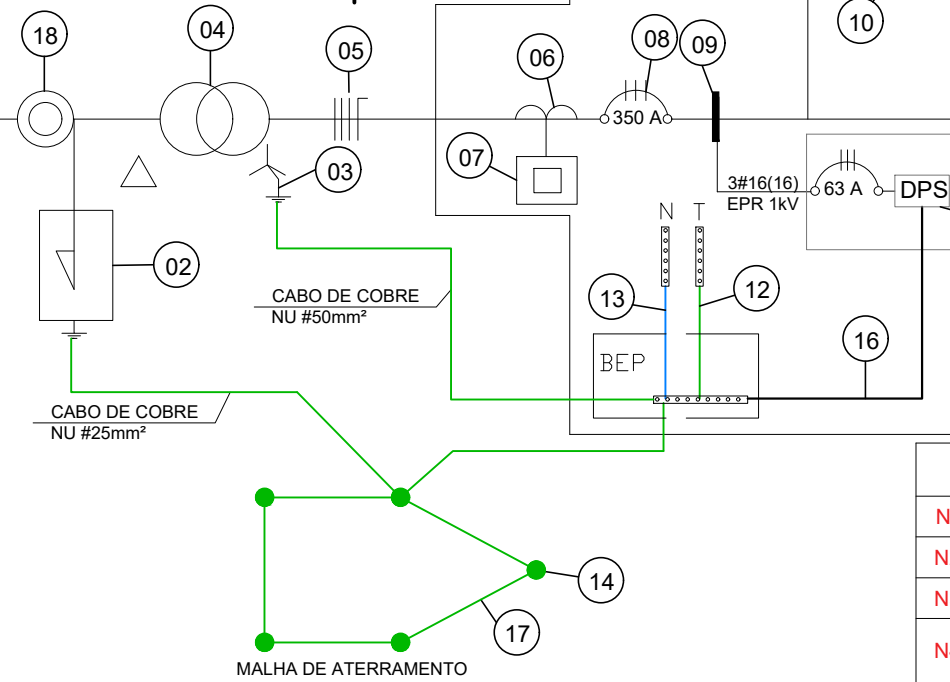 18
04
05
06
08
09
10
350 A
07
03
3#16(16)
EPR 1kV
63 A
DPS
N T
02
CABO DE COBRE
NU #50mm²
13
12
BEP
16
CABO DE COBRE
NU #25mm²
14
17
MALHA DE ATERRAMENTO
N
N
N
N